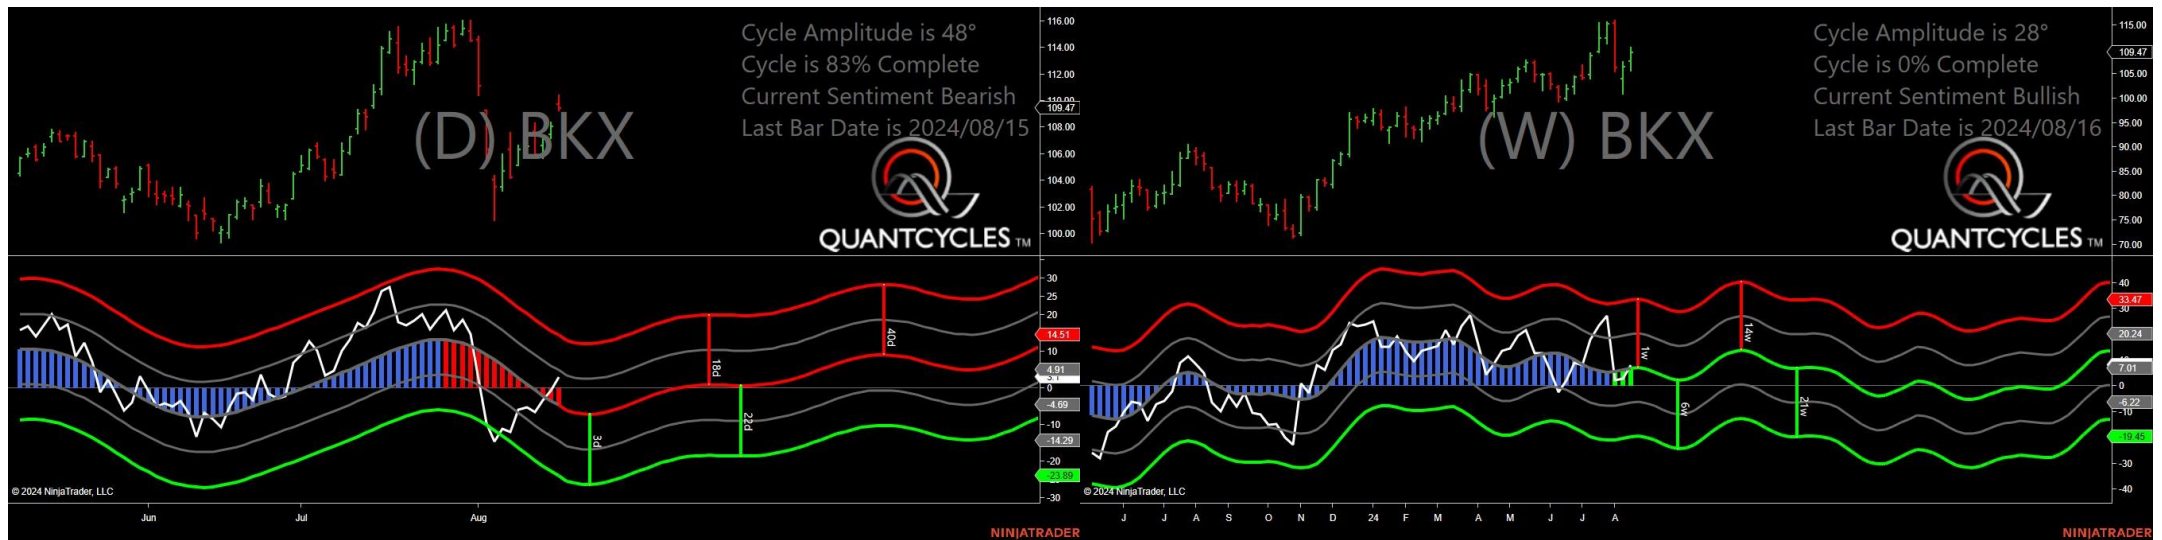 Cycle Amplitude is 48°
Cycle is 83% Complete
Current Sentiment Bearish
Last Bar Date is 2024/08/15
(D) BKX
QUANTCYCLES TM
116.00
114.00
112.00
110.00
109.47
108.00
106.00
104.00
102.00
100.00
30
25
20
14.51
10
4.91
0
-4.69
-10
-14.29
-20
-23.89
-30
18d
40d
3d
22d
© 2024 NinjaTrader, LLC
Jun Jul Aug
NINJATRADER
Cycle Amplitude is 28°
Cycle is 0% Complete
Current Sentiment Bullish
Last Bar Date is 2024/08/16
(W) BKX
QUANTCYCLES TM
115.00
109.47
105.00
100.00
95.00
90.00
85.00
80.00
75.00
70.00
40
33.47
30
20.24
7.01
0
-6.22
-10
-19.45
-30
-40
1w
14w
6w
21w
© 2024 NinjaTrader, LLC
J J A S O N D 24 F M A M J J A
NINJATRADER